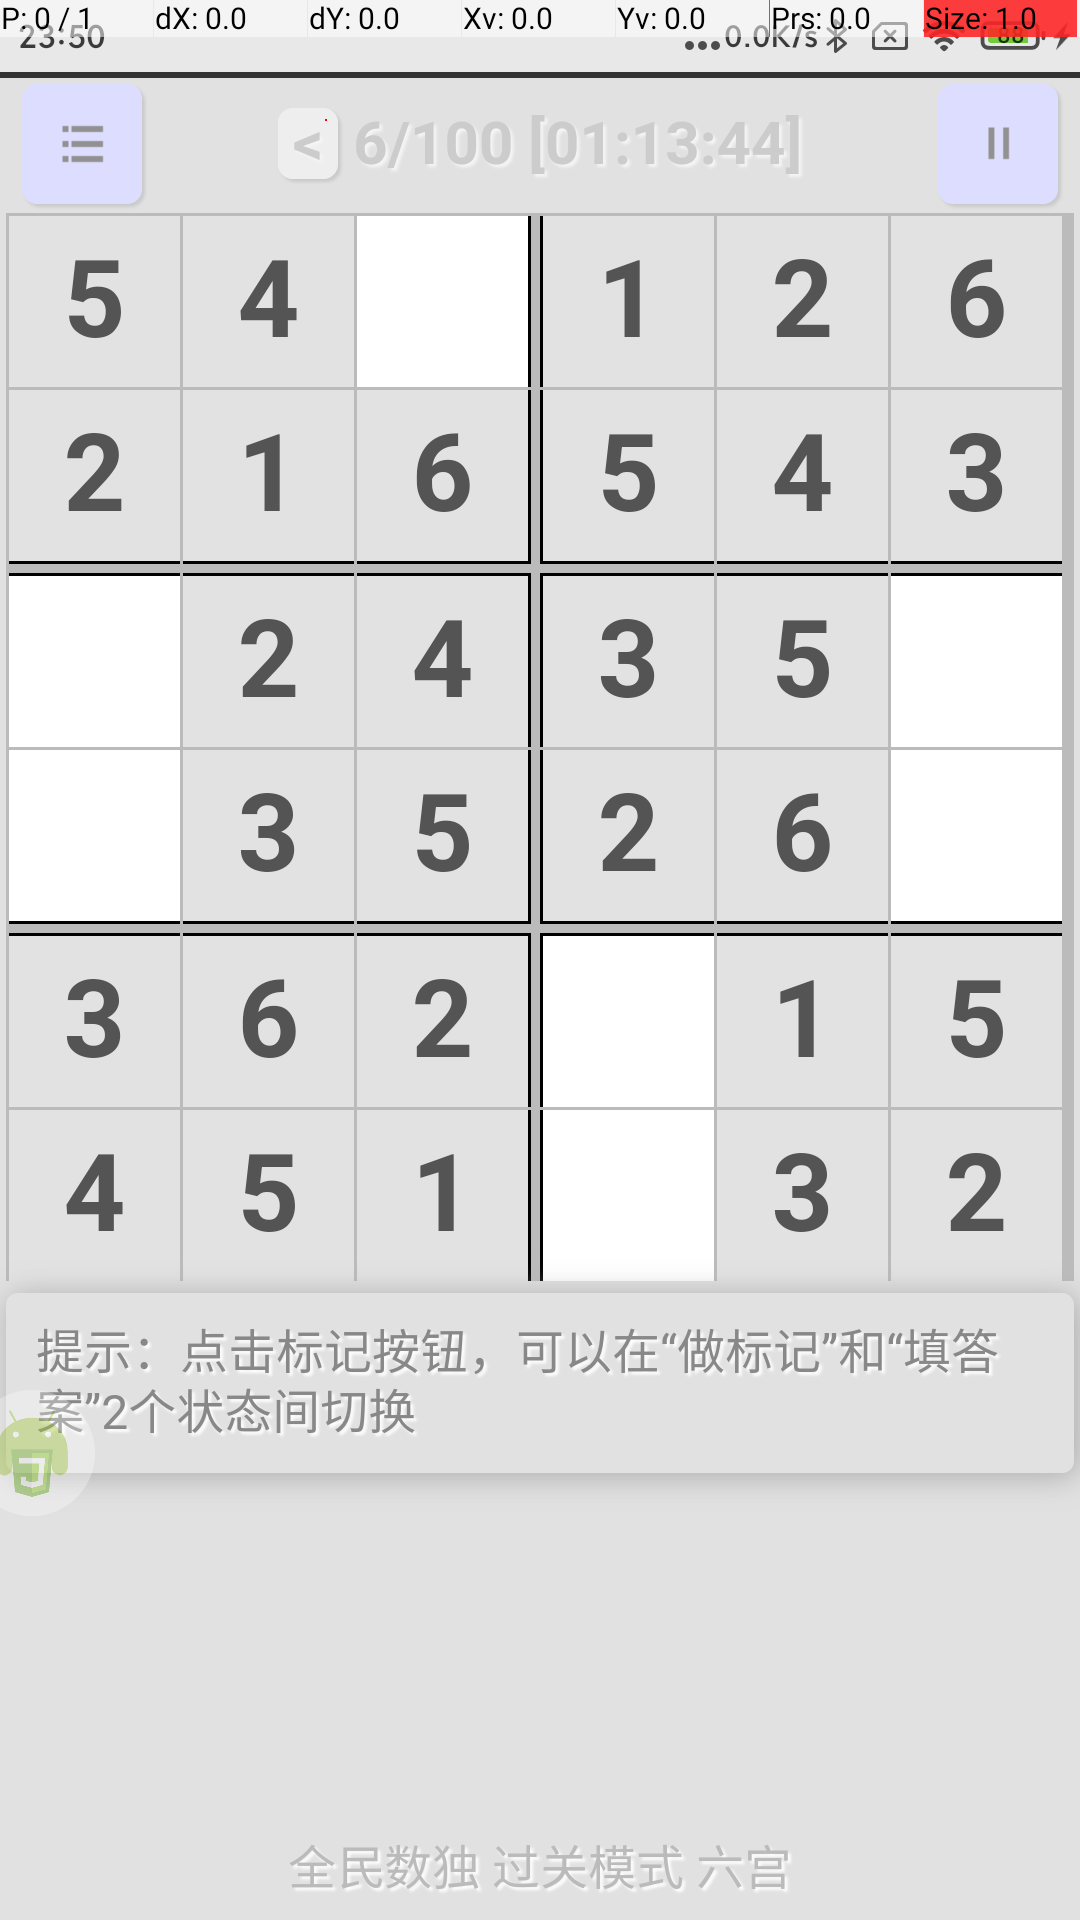 P: 0 / 1 dX: 0.0 dY: 0.0 Xv: 0.0 Yv: 0.0 Prs: 0.0 Size: 1.0
23:50 ...0.0K/s 88
< 6/100 [01:13:44]
5 4 1 2 6
2 1 6 5 4 3
2 4 3 5
3 5 2 6
3 6 2 1 5
4 5 1 3 2
提示：点击标记按钮，可以在“做标记”和“填答
案”2个状态间切换
全民数独 过关模式 六宫